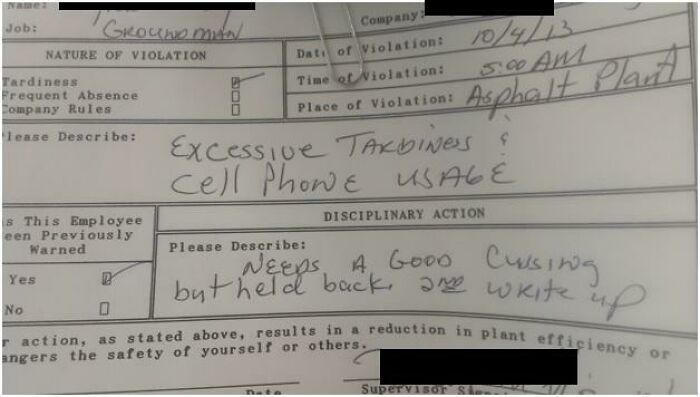 Name:
Company:
Job: GROUNDMAN
NATURE OF VIOLATION
Date of Violation: 10/4/13
Tardiness
Time of Violation: 5:00 AM
Frequent Absence
Company Rules
Place of Violation: Asphalt Plant
lease Describe:
Excessive TARDINESS &
Cell Phone USAGE
s This Employee
een Previously
Warned
DISCIPLINARY ACTION
Please Describe:
Yes
No
NEEDS A GOOD Cussing
but held back. 2nd write up
r action, as stated above, results in a reduction in plant efficiency or
angers the safety of yourself or others.
Date
Supervisor